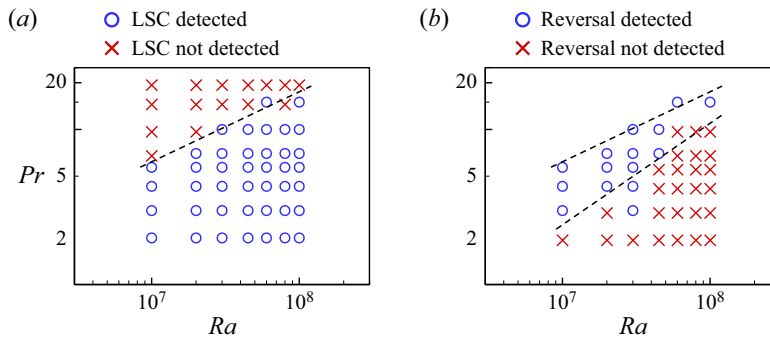 (a)
LSC detected
LSC not detected
20
5
2
Pr
10^7
10^8
Ra
(b)
Reversal detected
Reversal not detected
20
5
2
10^7
10^8
Ra